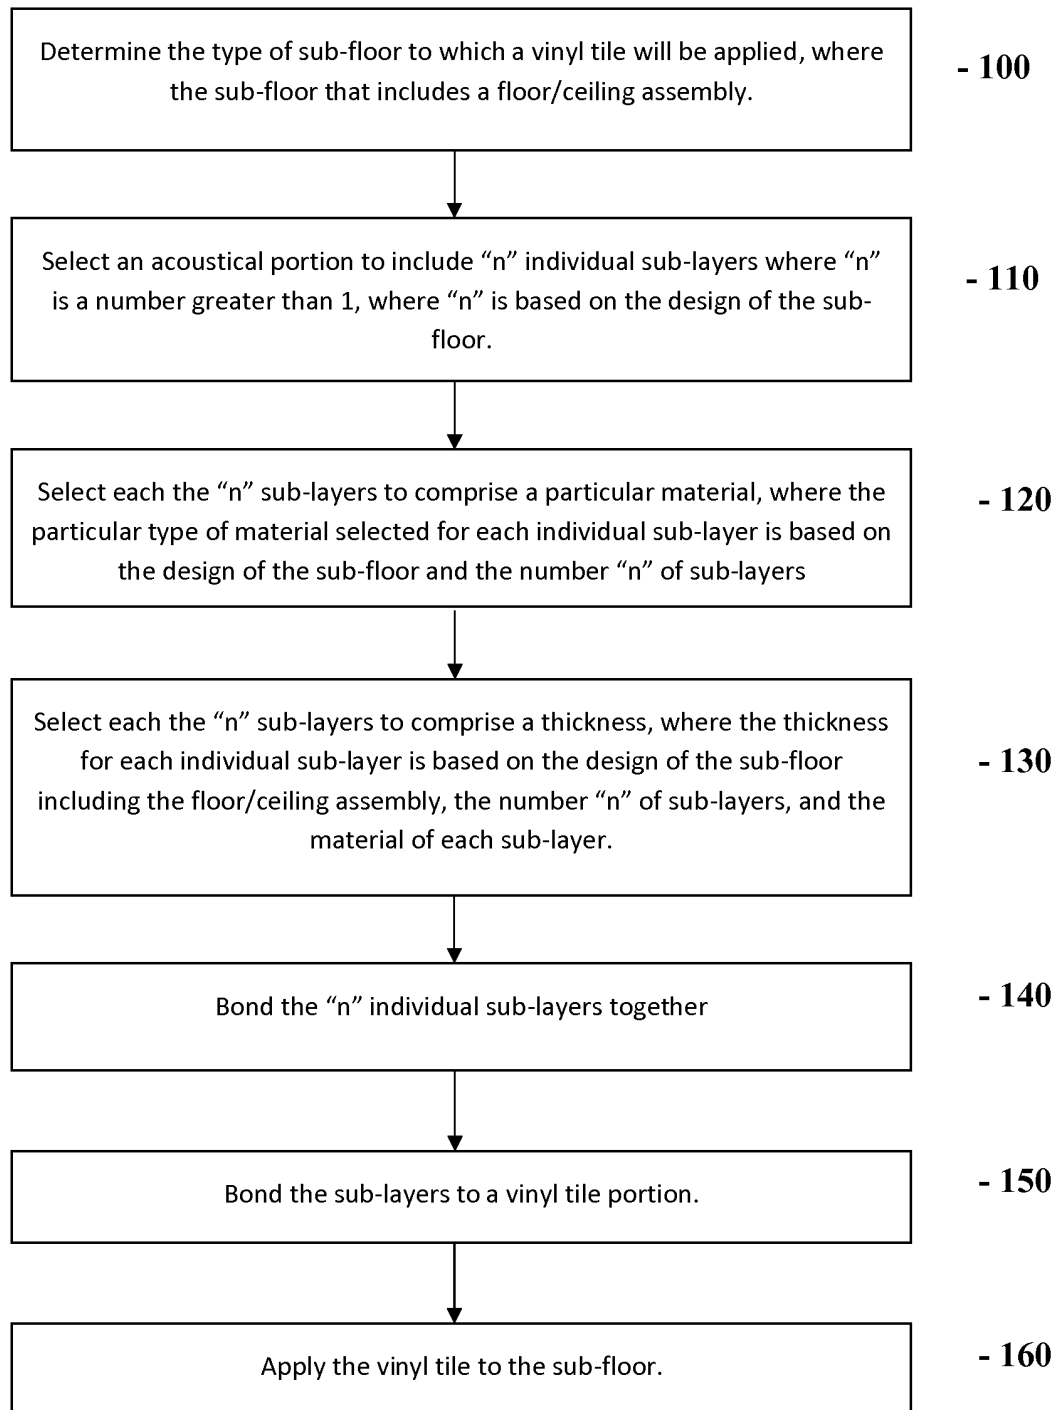 Determine the type of sub-floor to which a vinyl tile will be applied, where
the sub-floor that includes a floor/ceiling assembly.
- 100
Select an acoustical portion to include “n” individual sub-layers where “n”
is a number greater than 1, where “n” is based on the design of the sub-
floor.
- 110
Select each the “n” sub-layers to comprise a particular material, where the
particular type of material selected for each individual sub-layer is based on
the design of the sub-floor and the number “n” of sub-layers
- 120
Select each the “n” sub-layers to comprise a thickness, where the thickness
for each individual sub-layer is based on the design of the sub-floor
including the floor/ceiling assembly, the number “n” of sub-layers, and the
material of each sub-layer.
- 130
Bond the “n” individual sub-layers together
- 140
Bond the sub-layers to a vinyl tile portion.
- 150
Apply the vinyl tile to the sub-floor.
- 160